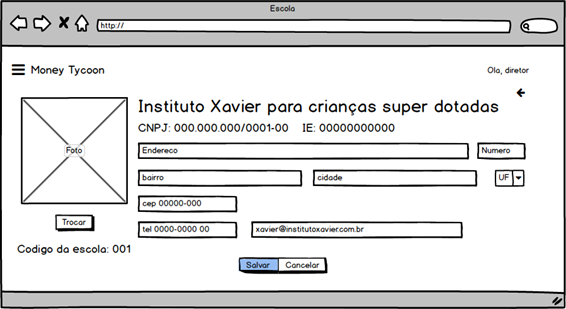 Escola
http://
Money Tycoon
Ola, diretor
Instituto Xavier para crianças super dotadas
CNPJ: 000.000.000/0001-00 IE: 00000000000
Foto
Endereco
Numero
bairro
cidade
UF
cep 00000-000
Trocar
tel 0000-0000 00
xavier@institutoxavier.com.br
Codigo da escola: 001
Salvar
Cancelar